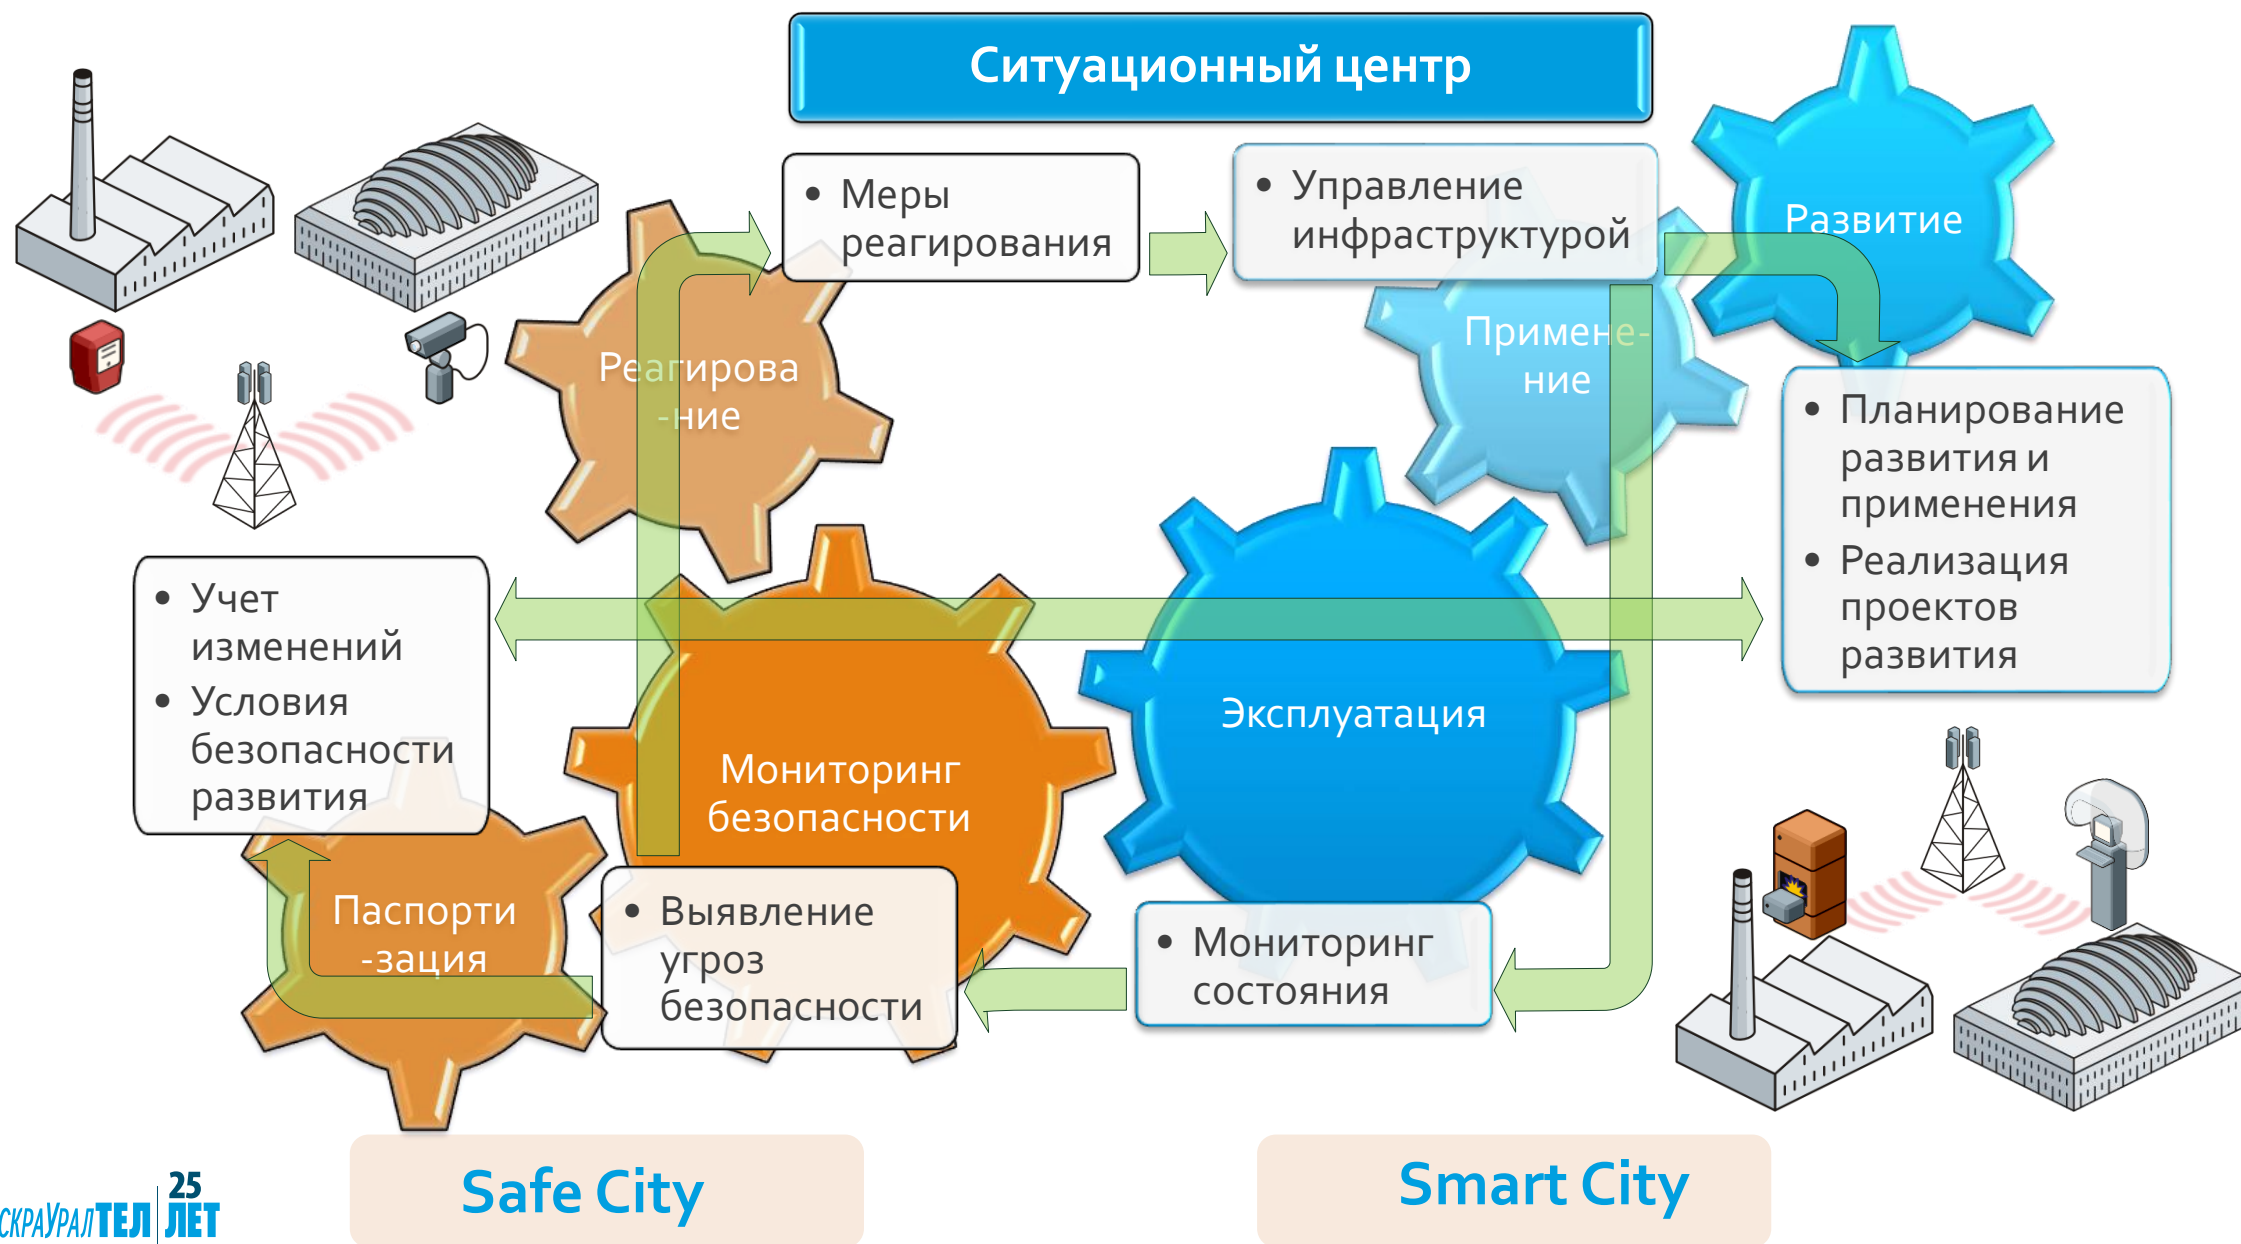 Ситуационный центр
• Меры
реагирования
• Управление
инфраструктурой
Развитие
Реагирова
-ние
Примене-
ние
• Планирование
развития и
применения
• Реализация
проектов
развития
• Учет
изменений
• Условия
безопасности
развития
Мониторинг
безопасности
Эксплуатация
Паспорти
-зация
• Выявление
угроз
безопасности
• Мониторинг
состояния
Safe City
Smart City
СКРАУРАЛТЕЛ
25
ЛЕТ